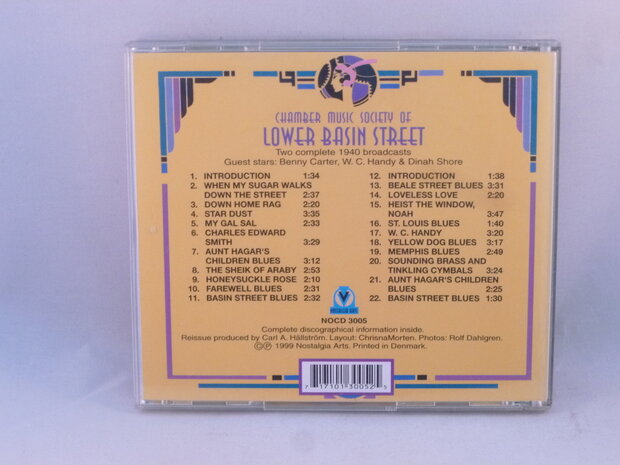 CHAMBER MUSIC SOCIETY OF
LOWER BASIN STREET
Two complete 1940 broadcasts
Guest stars: Benny Carter, W. C. Handy & Dinah Shore
1. INTRODUCTION 1:34
2. WHEN MY SUGAR WALKS
DOWN THE STREET 2:37
3. DOWN HOME RAG 2:20
4. STAR DUST 3:35
5. MY GAL SAL 2:33
6. CHARLES EDWARD
SMITH 3:29
7. AUNT HAGAR'S
CHILDREN BLUES 3:12
8. THE SHEIK OF ARABY 2:53
9. HONEYSUCKLE ROSE 2:10
10. FAREWELL BLUES 2:31
11. BASIN STREET BLUES 2:32
12. INTRODUCTION 1:38
13. BEALE STREET BLUES 3:31
14. LOVELESS LOVE 2:20
15. HEIST THE WINDOW,
NOAH 3:47
16. ST. LOUIS BLUES 1:40
17. W. C. HANDY 3:20
18. YELLOW DOG BLUES 3:17
19. MEMPHIS BLUES 2:49
20. SOUNDING BRASS AND
TINKLING CYMBALS 3:24
21. AUNT HAGAR'S CHILDREN
BLUES 2:25
22. BASIN STREET BLUES 1:30
NOSTALGIA ARTS
NOCD 3005
Complete discographical information inside.
Reissue produced by Carl A. Hällström. Layout: ChrisnaMorten. Photos: Rolf Dahlgren.
©℗ 1999 Nostalgia Arts. Printed in Denmark.
7 17101 30052 5